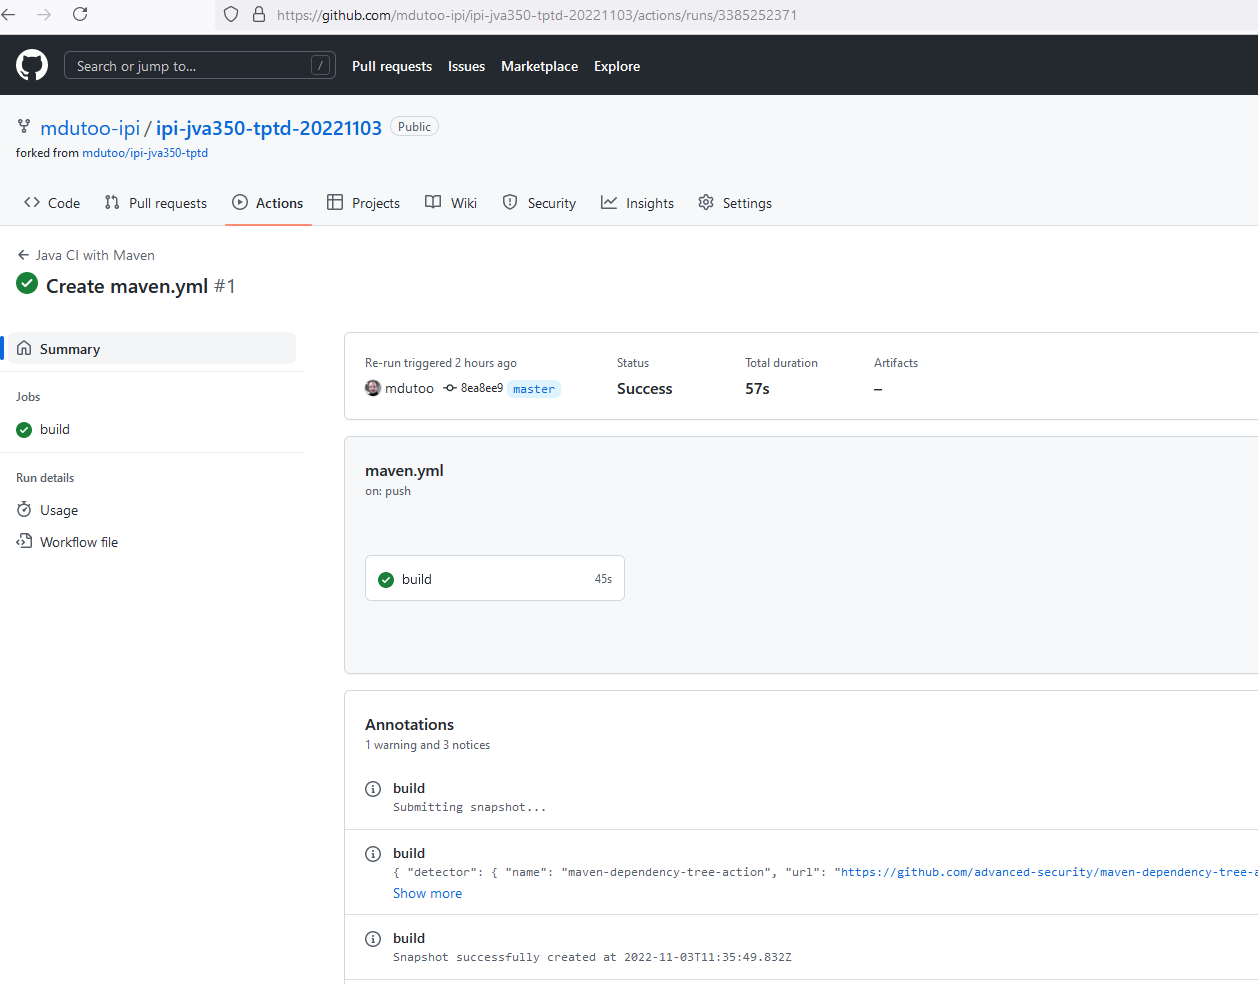 https://github.com/mdutoo-ipi/ipi-jva350-tptd-20221103/actions/runs/3385252371
Search or jump to... /
Pull requests Issues Marketplace Explore
mdutoo-ipi / ipi-jva350-tptd-20221103 Public
forked from mdutoo/ipi-jva350-tptd
Code Pull requests Actions Projects Wiki Security Insights Settings
Java CI with Maven
Create maven.yml #1
Summary
Jobs
build
Run details
Usage
Workflow file
Re-run triggered 2 hours ago Status Total duration Artifacts
mdutoo 8ea8ee9 master Success 57s –
maven.yml
on: push
build 45s
Annotations
1 warning and 3 notices
build
Submitting snapshot...
build
{ "detector": { "name": "maven-dependency-tree-action", "url": "https://github.com/advanced-security/maven-dependency-tree-a
Show more
build
Snapshot successfully created at 2022-11-03T11:35:49.832Z